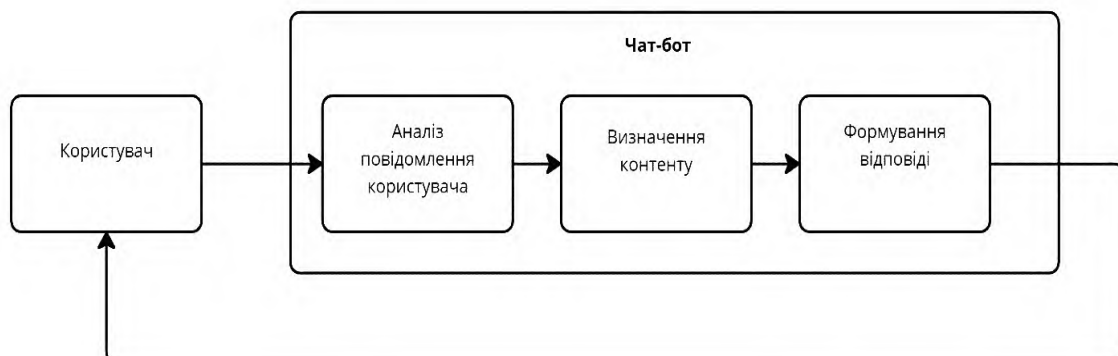 Чат-бот
Користувач
Аналіз
повідомлення
користувача
Визначення
контенту
Формування
відповіді